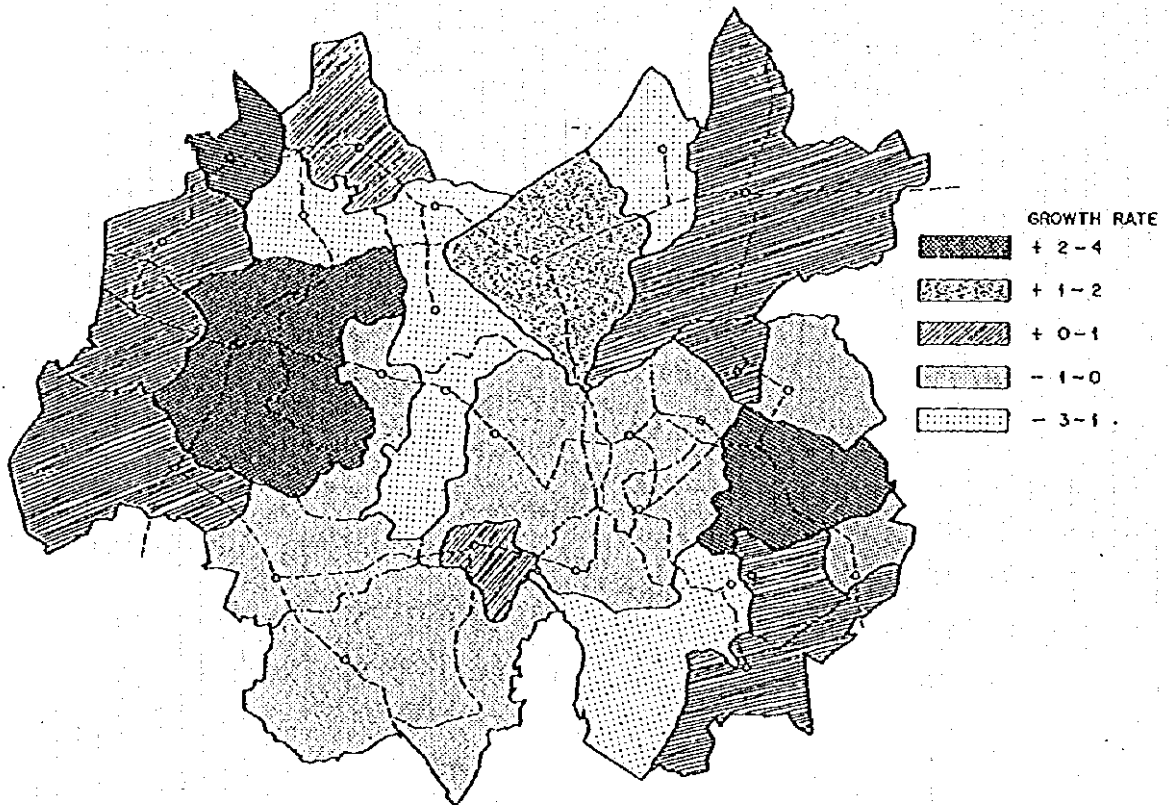 GROWTH RATE
+ 2-4
+ 1-2
+ 0-1
- 1-0
- 3-1 .